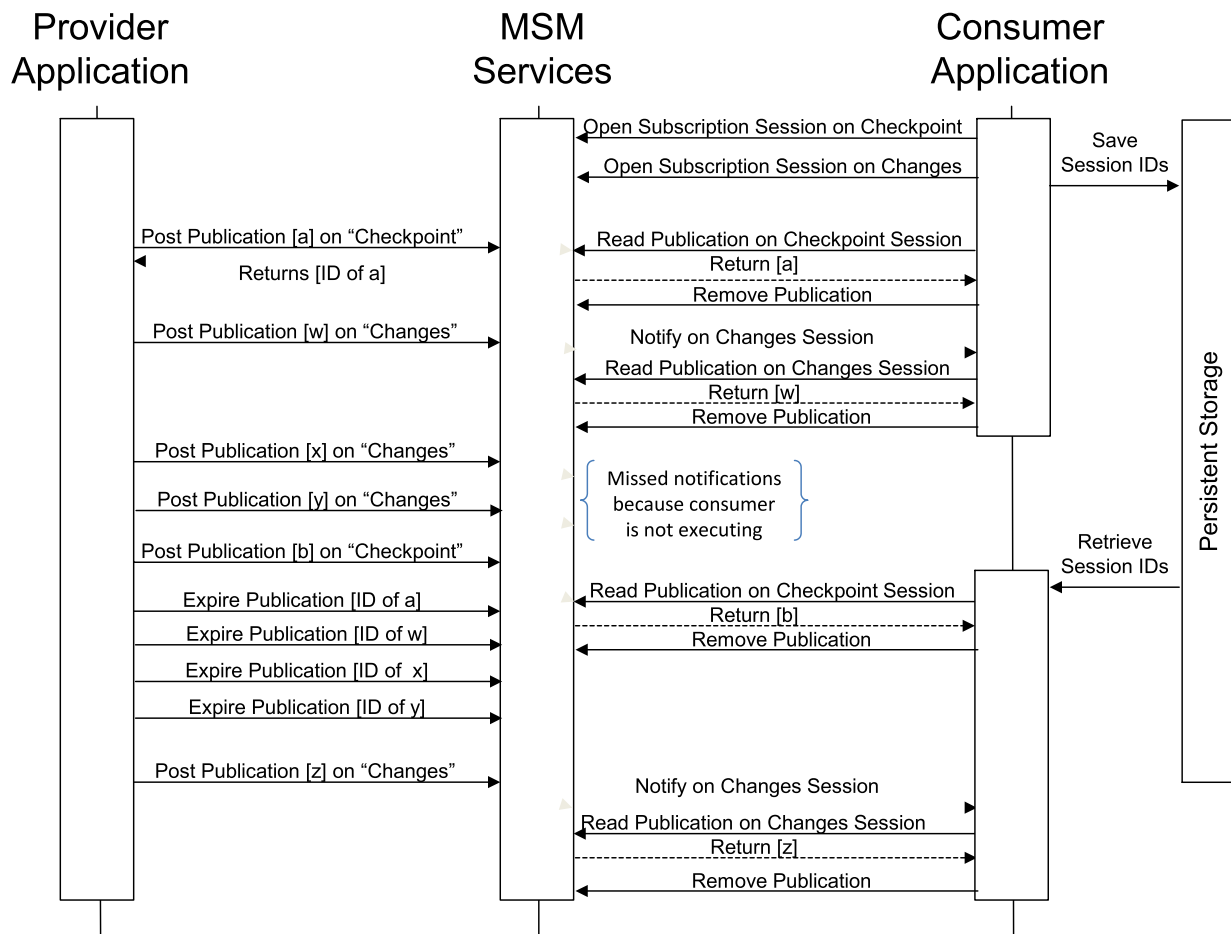 Provider
Application
MSM
Services
Consumer
Application
Open Subscription Session on Checkpoint
Save
Session IDs
Open Subscription Session on Changes
Post Publication [a] on “Checkpoint”
Read Publication on Checkpoint Session
Returns [ID of a]
Return [a]
Remove Publication
Post Publication [w] on “Changes”
Notify on Changes Session
Read Publication on Changes Session
Return [w]
Remove Publication
Post Publication [x] on “Changes”
Missed notifications
because consumer
is not executing
Post Publication [y] on “Changes”
Persistent Storage
Post Publication [b] on “Checkpoint”
Retrieve
Session IDs
Expire Publication [ID of a]
Read Publication on Checkpoint Session
Return [b]
Expire Publication [ID of w]
Remove Publication
Expire Publication [ID of  x]
Expire Publication [ID of y]
Post Publication [z] on “Changes”
Notify on Changes Session
Read Publication on Changes Session
Return [z]
Remove Publication